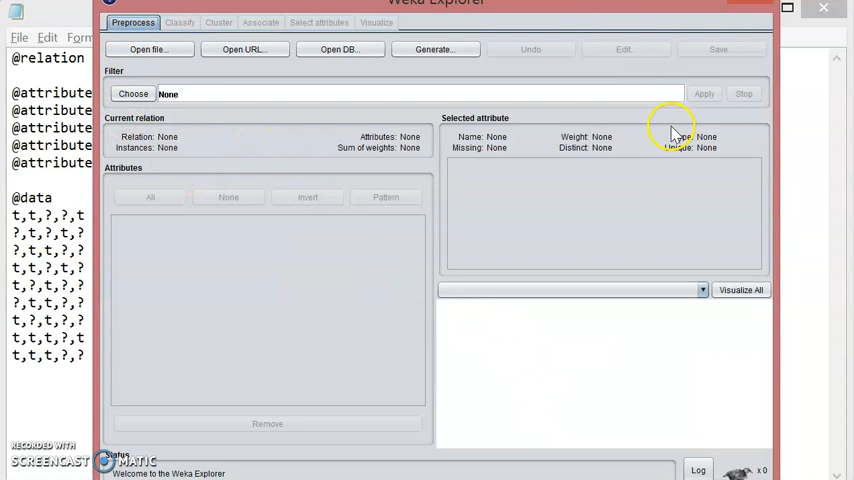 Weka Explorer
Preprocess Classify Cluster Associate Select attributes Visualize
Open file... Open URL... Open DB... Generate... Undo Edit... Save...
Filter
Choose None Apply Stop
Current relation
Relation: None Attributes: None
Instances: None Sum of weights: None
Selected attribute
Name: None Weight: None Type: None
Missing: None Distinct: None Unique: None
Attributes
All None Invert Pattern
Remove
Visualize All
Status
Welcome to the Weka Explorer
Log x 0
File Edit Form
@relation
@attribute
@attribute
@attribute
@attribute
@attribute
@data
t,t,?,?,t
?,t,?,t,?
?,t,t,?,?
t,t,?,t,?
t,?,t,?,?
?,t,t,?,?
t,?,t,?,?
t,t,t,?,t
t,t,t,?,?
RECORDED WITH
SCREENCAST MATIC